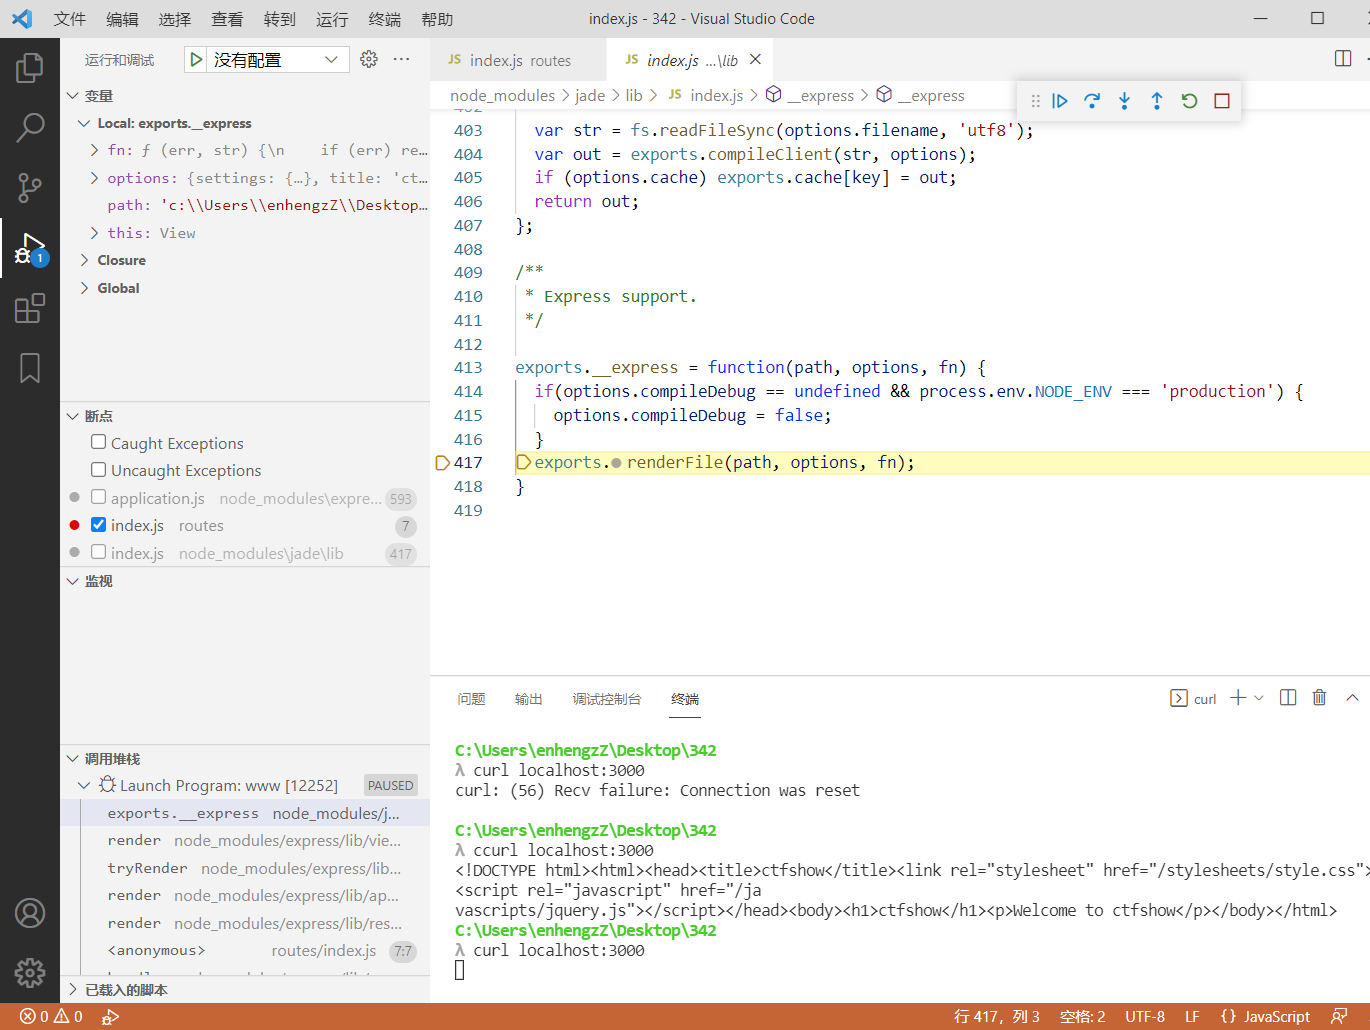 文件 编辑 选择 查看 转到 运行 终端 帮助 index.js - 342 - Visual Studio Code
运行和调试 没有配置 ···
JS index.js routes JS index.js ...\lib
node_modules > jade > lib > JS index.js > __express > __express
变量
Local: exports.__express
fn: ƒ (err, str) {\n    if (err) re…
options: {settings: {…}, title: 'ct…
path: 'c:\\Users\\enhengzZ\\Desktop…
this: View
Closure
Global
断点
Caught Exceptions
Uncaught Exceptions
application.js node_modules\expre... 593
index.js routes 7
index.js node_modules\jade\lib 417
监视
调用堆栈
Launch Program: www [12252] PAUSED
exports.__express node_modules/j...
render node_modules/express/lib/vie...
tryRender node_modules/express/lib...
render node_modules/express/lib/ap...
render node_modules/express/lib/res...
<anonymous> routes/index.js 7:7
已载入的脚本
1
403 var str = fs.readFileSync(options.filename, 'utf8');
404 var out = exports.compileClient(str, options);
405 if (options.cache) exports.cache[key] = out;
406 return out;
407 };
408
409 /**
410 * Express support.
411 */
412
413 exports.__express = function(path, options, fn) {
414 if(options.compileDebug == undefined && process.env.NODE_ENV === 'production') {
415 options.compileDebug = false;
416 }
417 exports.renderFile(path, options, fn);
418 }
419
问题 输出 调试控制台 终端 curl
C:\Users\enhengzZ\Desktop\342
λ curl localhost:3000
curl: (56) Recv failure: Connection was reset
C:\Users\enhengzZ\Desktop\342
λ ccurl localhost:3000
<!DOCTYPE html><html><head><title>ctfshow</title><link rel="stylesheet" href="/stylesheets/style.css">
<script rel="javascript" href="/ja
vascripts/jquery.js"></script></head><body><h1>ctfshow</h1><p>Welcome to ctfshow</p></body></html>
C:\Users\enhengzZ\Desktop\342
λ curl localhost:3000
0 0 行 417，列 3 空格: 2 UTF-8 LF {} JavaScript